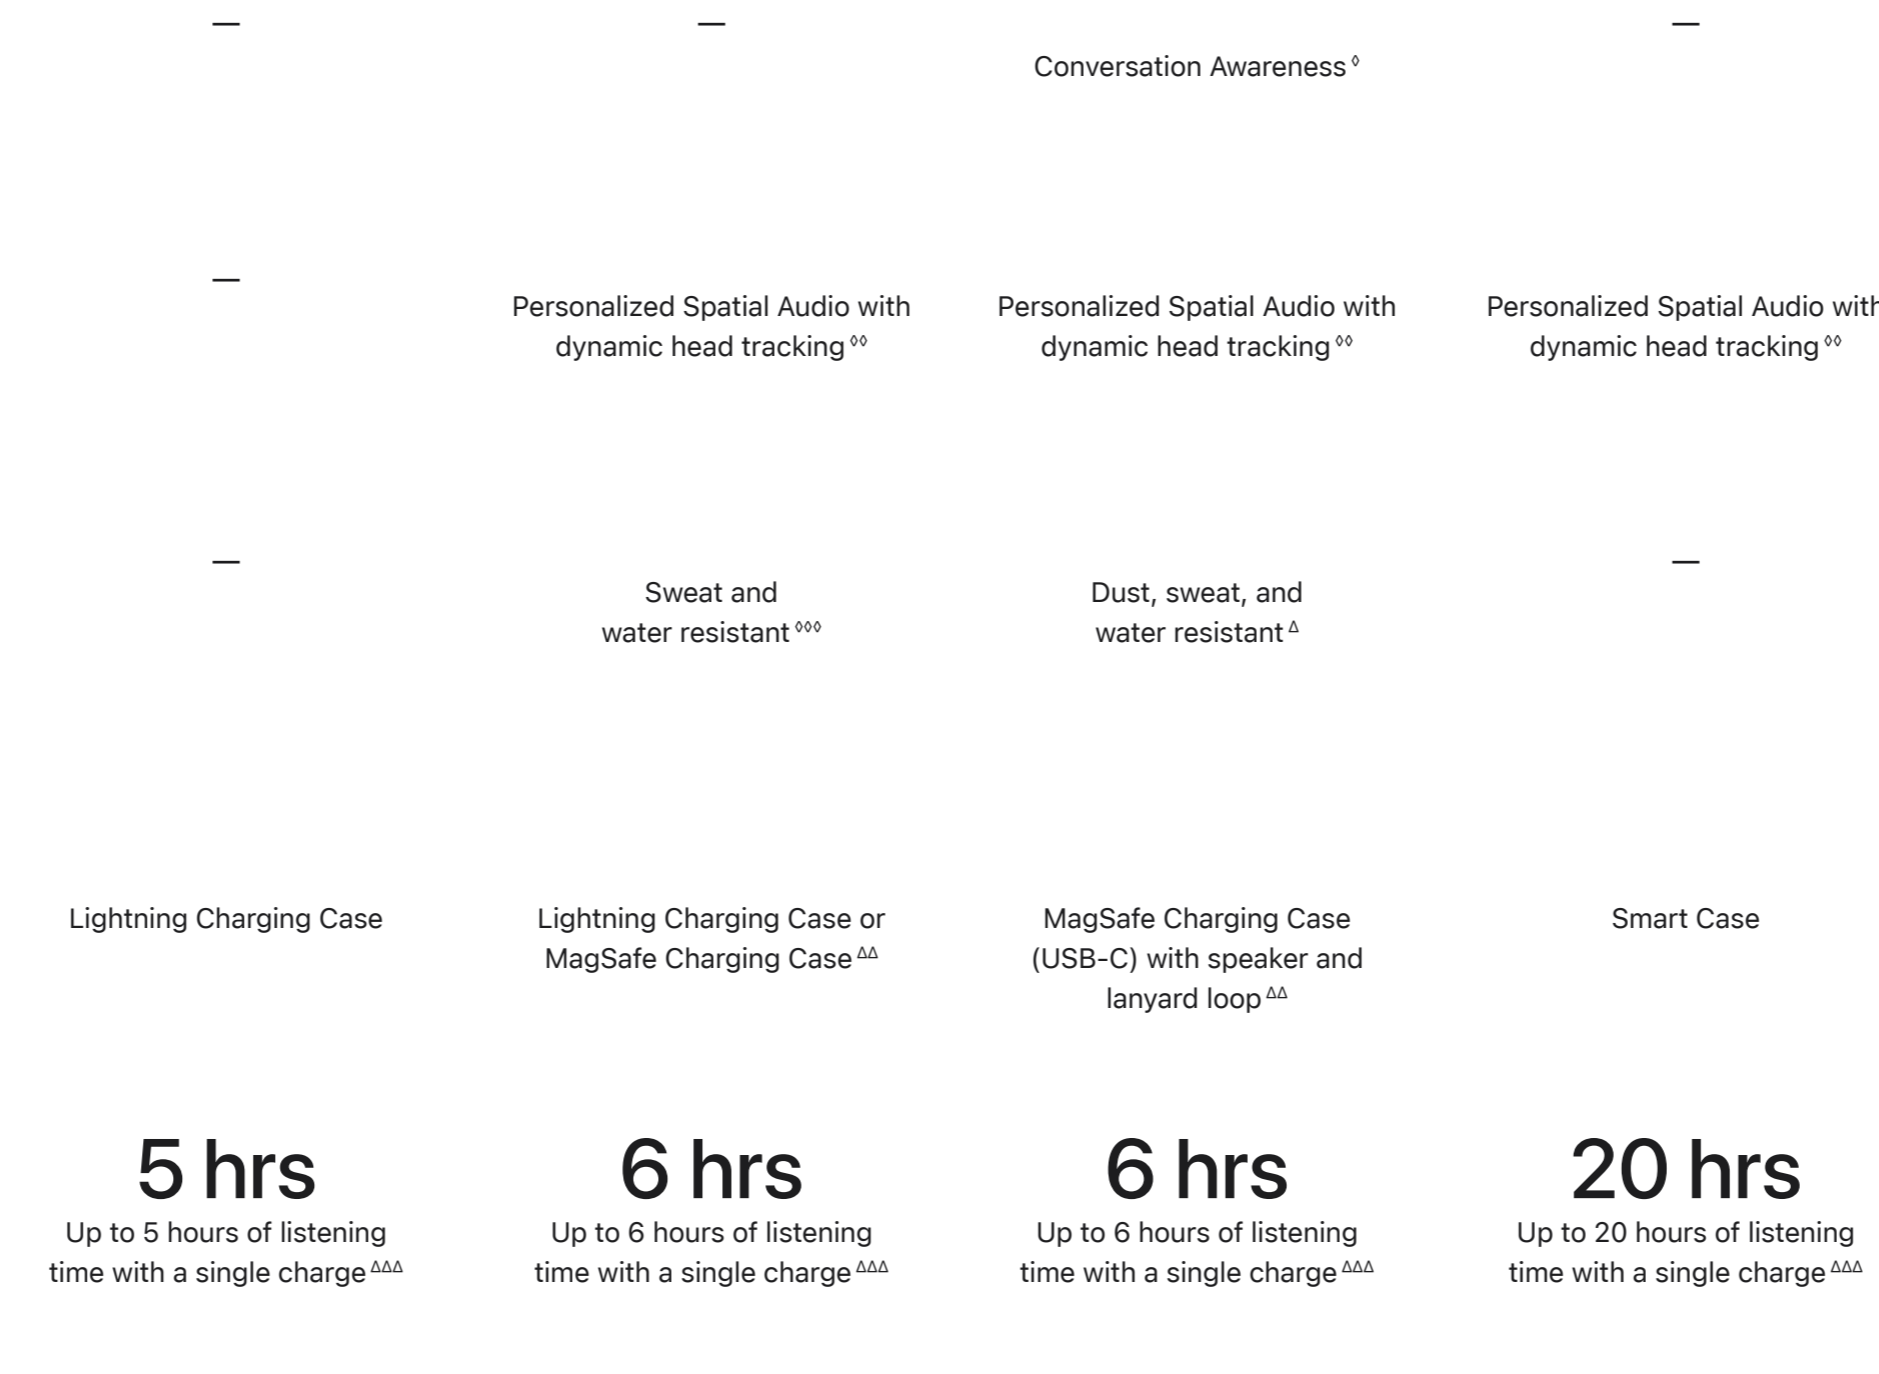 — — —
Conversation Awareness ◊
—
Personalized Spatial Audio with Personalized Spatial Audio with Personalized Spatial Audio with
dynamic head tracking ◊◊ dynamic head tracking ◊◊ dynamic head tracking ◊◊
— —
Sweat and Dust, sweat, and
water resistant ◊◊◊ water resistant Δ
Lightning Charging Case Lightning Charging Case or MagSafe Charging Case Smart Case
MagSafe Charging Case ΔΔ (USB-C) with speaker and
lanyard loop ΔΔ
5 hrs 6 hrs 6 hrs 20 hrs
Up to 5 hours of listening Up to 6 hours of listening Up to 6 hours of listening Up to 20 hours of listening
time with a single charge ΔΔΔ time with a single charge ΔΔΔ time with a single charge ΔΔΔ time with a single charge ΔΔΔ